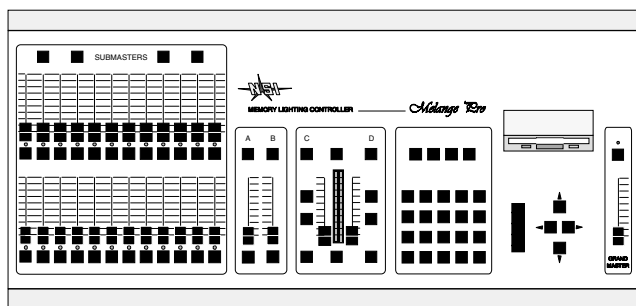 SUBMASTERS
NSI
MEMORY LIGHTING CONTROLLER Melange Pro
A B C D
GRAND
MASTER